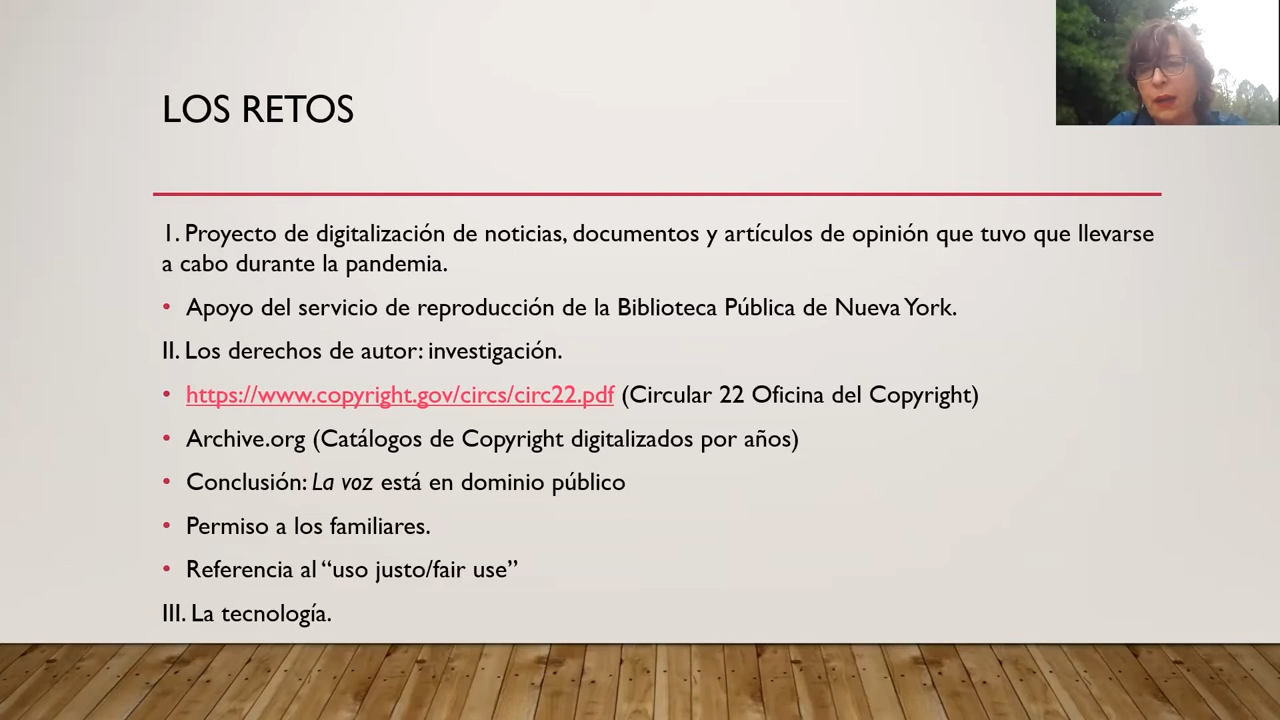 LOS RETOS
1. Proyecto de digitalización de noticias, documentos y artículos de opinión que tuvo que llevarse
a cabo durante la pandemia.
• Apoyo del servicio de reproducción de la Biblioteca Pública de Nueva York.
II. Los derechos de autor: investigación.
• https://www.copyright.gov/circs/circ22.pdf (Circular 22 Oficina del Copyright)
• Archive.org (Catálogos de Copyright digitalizados por años)
• Conclusión: La voz está en dominio público
• Permiso a los familiares.
• Referencia al “uso justo/fair use”
III. La tecnología.